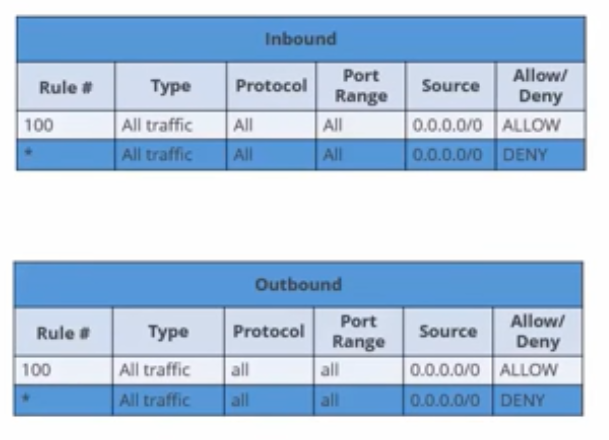 Inbound
Rule # Type Protocol Port Range Source Allow/ Deny
100 All traffic All All 0.0.0.0/0 ALLOW
* All traffic All All 0.0.0.0/0 DENY
Outbound
Rule # Type Protocol Port Range Source Allow/ Deny
100 All traffic all all 0.0.0.0/0 ALLOW
* All traffic all all 0.0.0.0/0 DENY